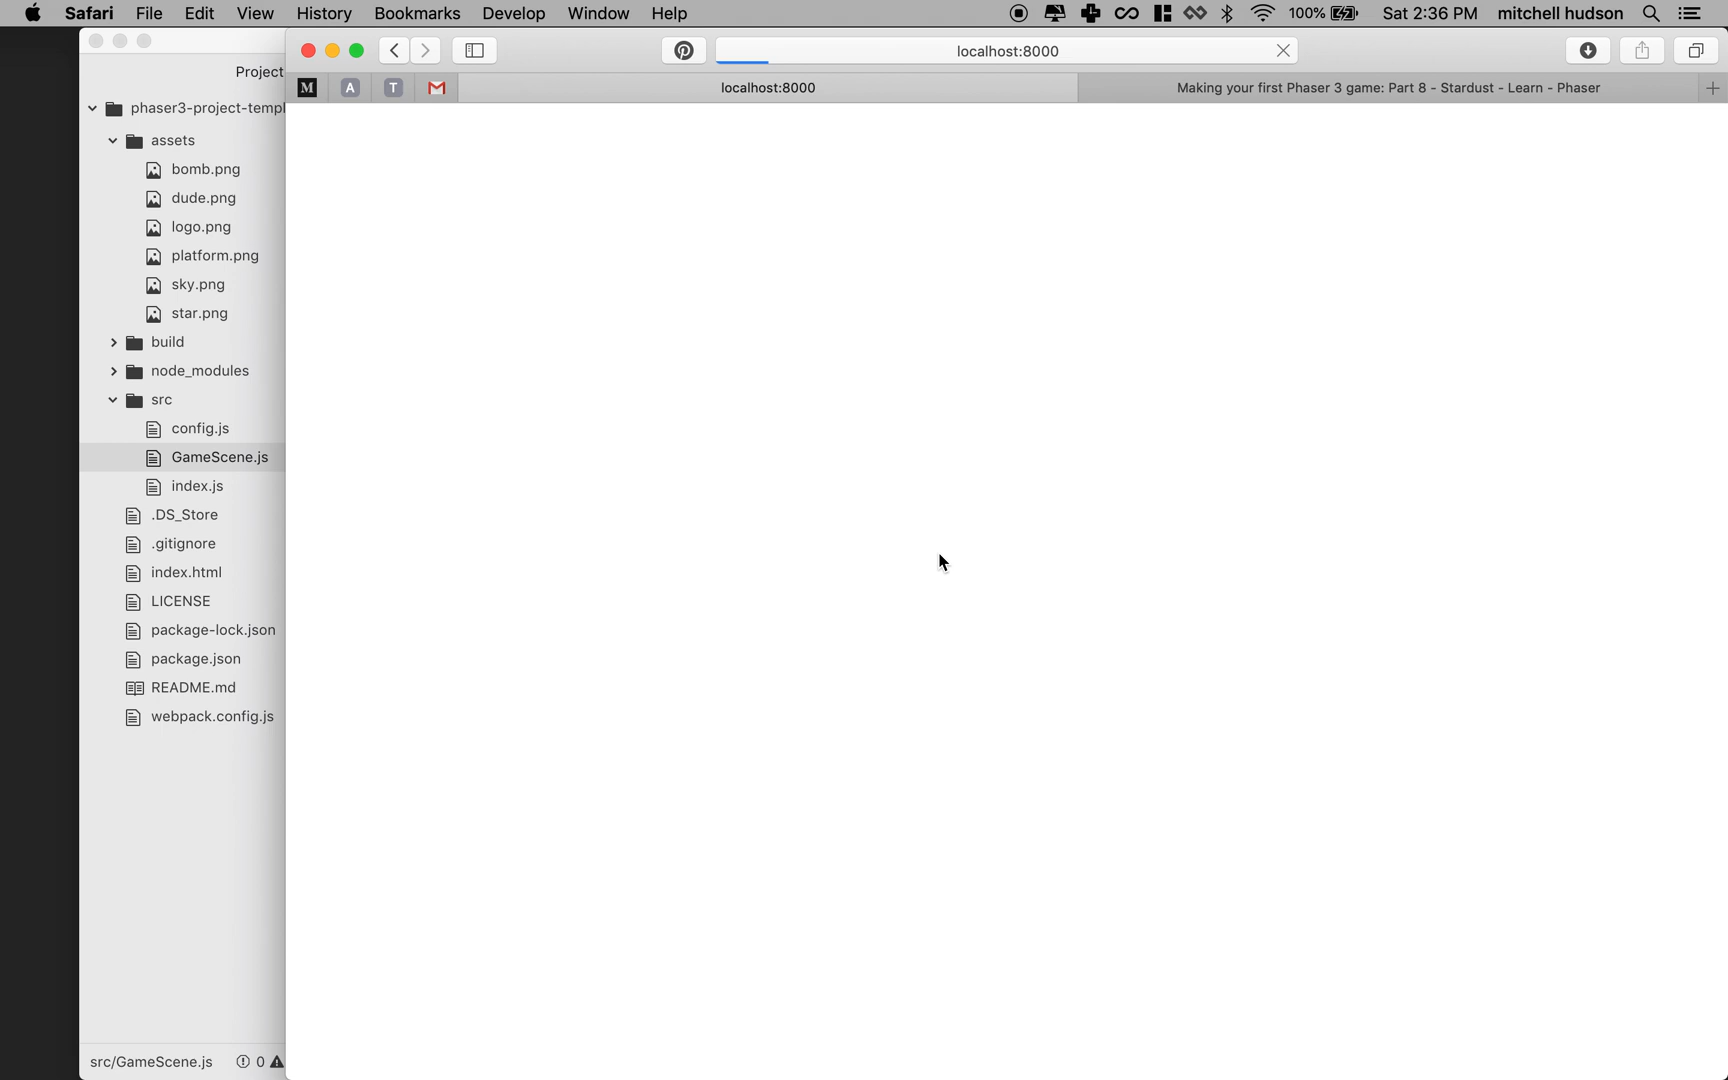 Safari File Edit View History Bookmarks Develop Window Help 100% Sat 2:36 PM mitchell hudson
localhost:8000
M A T localhost:8000 Making your first Phaser 3 game: Part 8 - Stardust - Learn - Phaser
Project
phaser3-project-templ
assets
bomb.png
dude.png
logo.png
platform.png
sky.png
star.png
build
node_modules
src
config.js
GameScene.js
index.js
.DS_Store
.gitignore
index.html
LICENSE
package-lock.json
package.json
README.md
webpack.config.js
src/GameScene.js 0